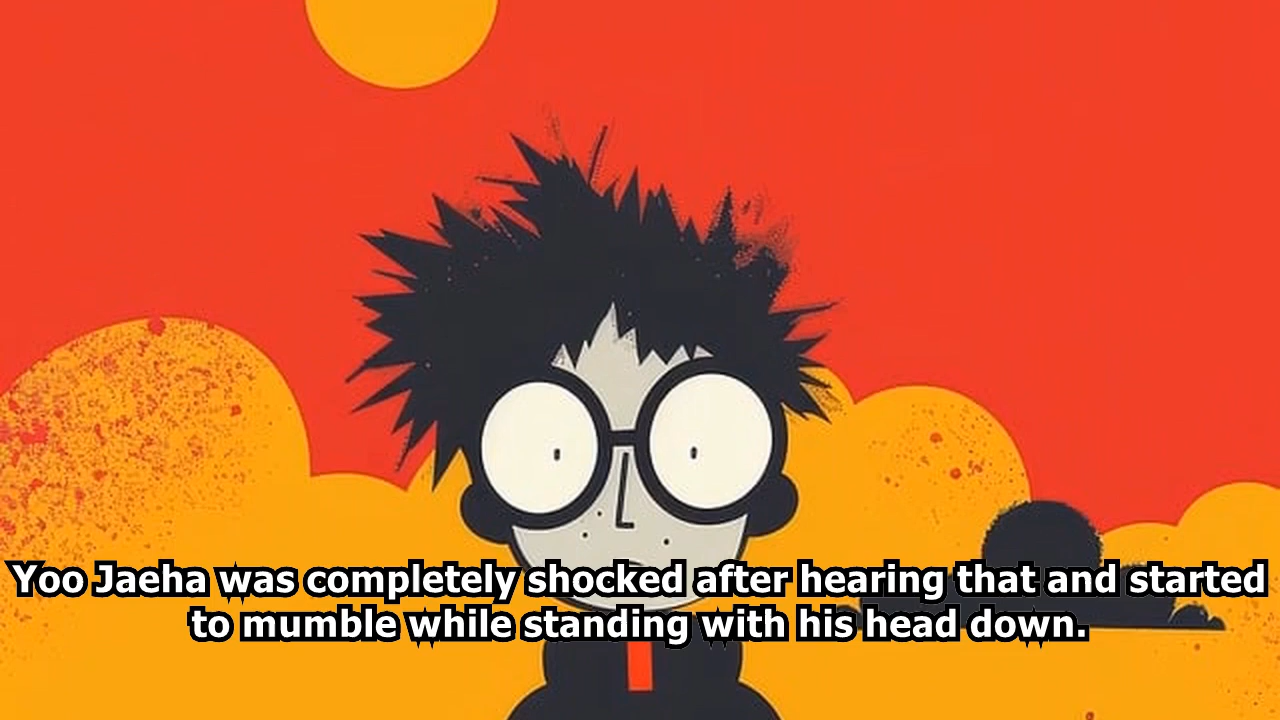 Yoo Jaeha was completely shocked after hearing that and started
to mumble while standing with his head down.